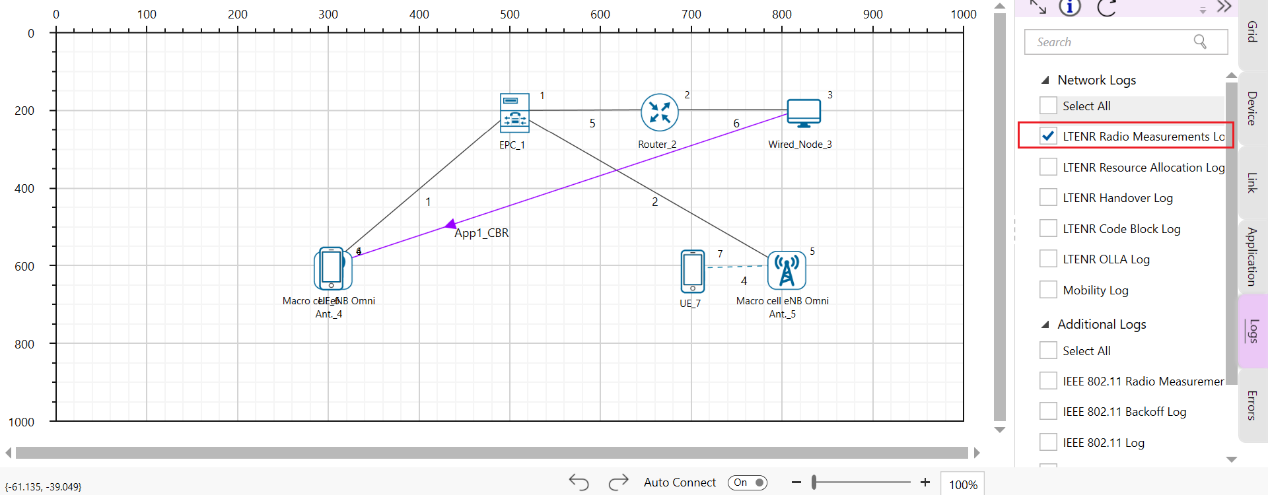 0 100 200 300 400 500 600 700 800 900 1000
0
200
400
600
800
1000
1
2
3
5
6
EPC_1
Router_2
Wired_Node_3
1
2
App1_CBR
7
5
4
Macro cell eNB Omni
Ant._4
UE_7
Macro cell eNB Omni
Ant._5
{-61.135, -39.049}
Auto Connect
On
100%
Search
Network Logs
Select All
LTENR Radio Measurements Lo
LTENR Resource Allocation Log
LTENR Handover Log
LTENR Code Block Log
LTENR OLLA Log
Mobility Log
Additional Logs
Select All
IEEE 802.11 Radio Measuremer
IEEE 802.11 Backoff Log
IEEE 802.11 Log
Grid
Device
Link
Application
Logs
Errors